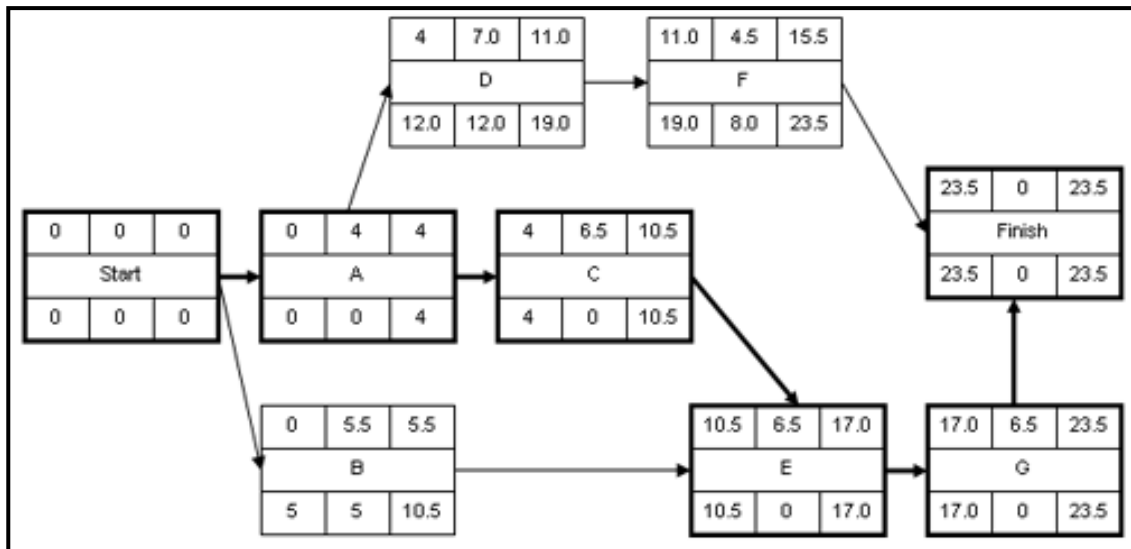 4 7.0 11.0
D
12.0 12.0 19.0
11.0 4.5 15.5
F
19.0 8.0 23.5
23.5 0 23.5
Finish
23.5 0 23.5
0 0 0
Start
0 0 0
0 4 4
A
0 0 4
4 6.5 10.5
C
4 0 10.5
0 5.5 5.5
B
5 5 10.5
10.5 6.5 17.0
E
10.5 0 17.0
17.0 6.5 23.5
G
17.0 0 23.5